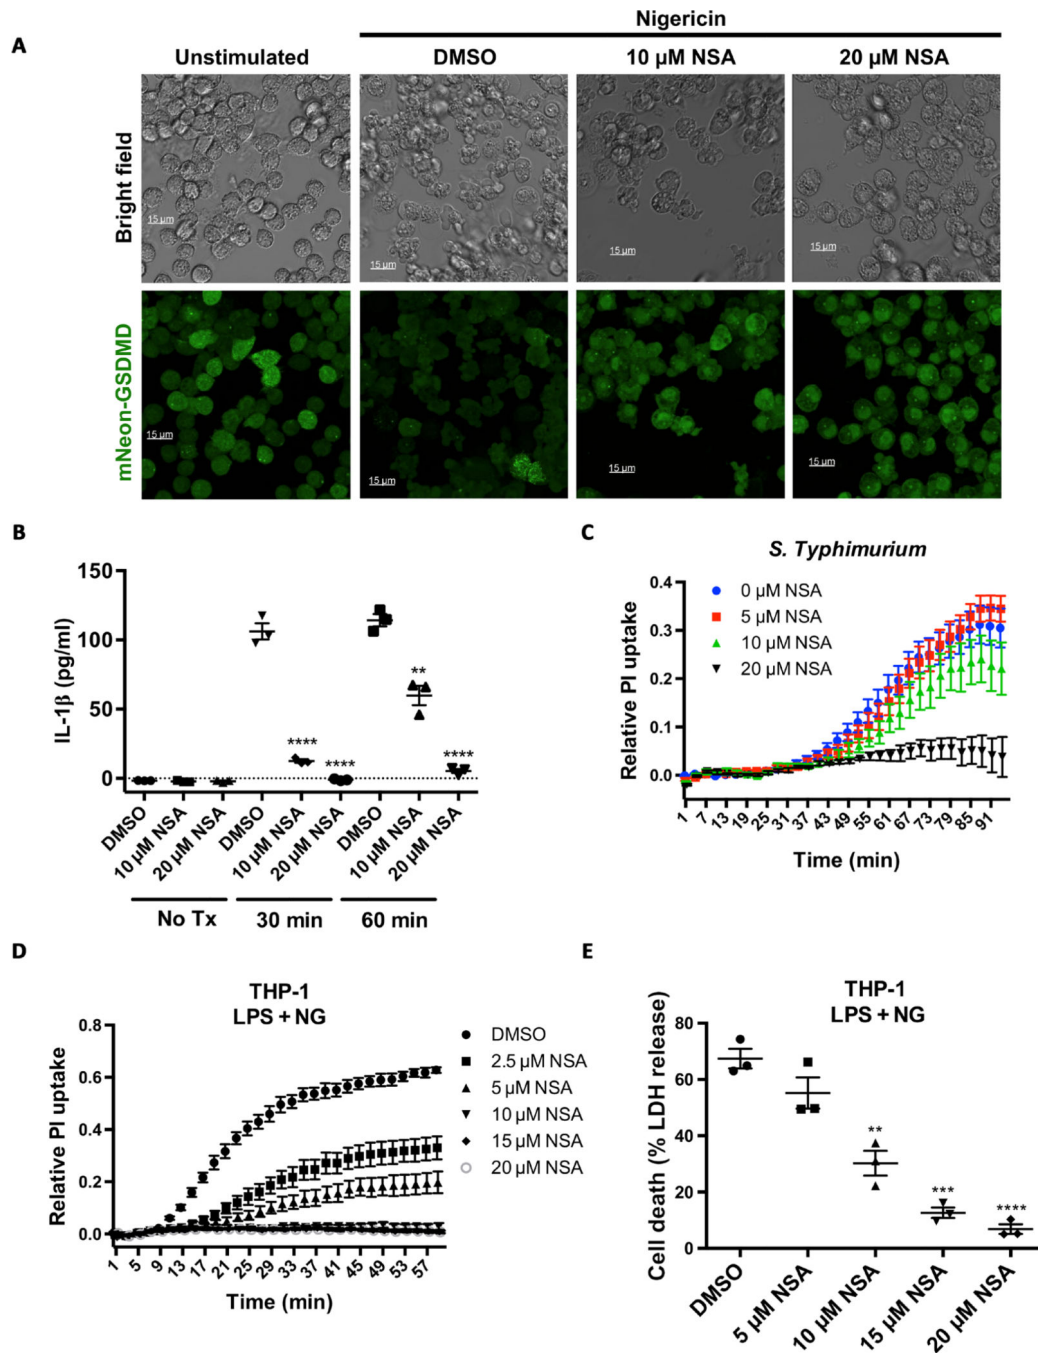 Nigericin
A
Unstimulated DMSO 10 µM NSA 20 µM NSA
Bright field
15 µm 15 µm 15 µm 15 µm
mNeon-GSDMD
15 µm 15 µm 15 µm 15 µm
B
IL-1β (pg/ml)
150
100
50
0
**** **** ** ****
DMSO 10 µM NSA 20 µM NSA DMSO 10 µM NSA 20 µM NSA DMSO 10 µM NSA 20 µM NSA
No Tx 30 min 60 min
C
S. Typhimurium
Relative PI uptake
0.4
0.3
0.2
0.1
0.0
0 µM NSA
5 µM NSA
10 µM NSA
20 µM NSA
1 7 13 19 25 31 37 43 49 55 61 67 73 79 85 91
Time (min)
D
THP-1
LPS + NG
Relative PI uptake
0.8
0.6
0.4
0.2
0.0
DMSO
2.5 µM NSA
5 µM NSA
10 µM NSA
15 µM NSA
20 µM NSA
1 5 9 13 17 21 25 29 33 37 41 45 49 53 57
Time (min)
E
THP-1
LPS + NG
Cell death (% LDH release)
80
60
40
20
0
** *** ****
DMSO 5 µM NSA 10 µM NSA 15 µM NSA 20 µM NSA